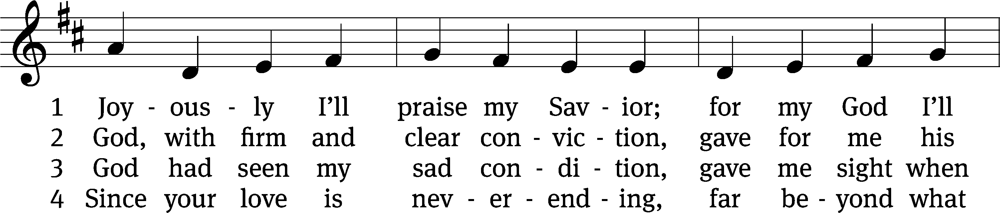 1 Joy - ous - ly I’ll praise my Sav - ior; for my God I’ll
2 God, with firm and clear con - vic - tion, gave for me his
3 God had seen my sad con - di - tion, gave me sight when
4 Since your love is nev - er - end - ing, far be - yond what